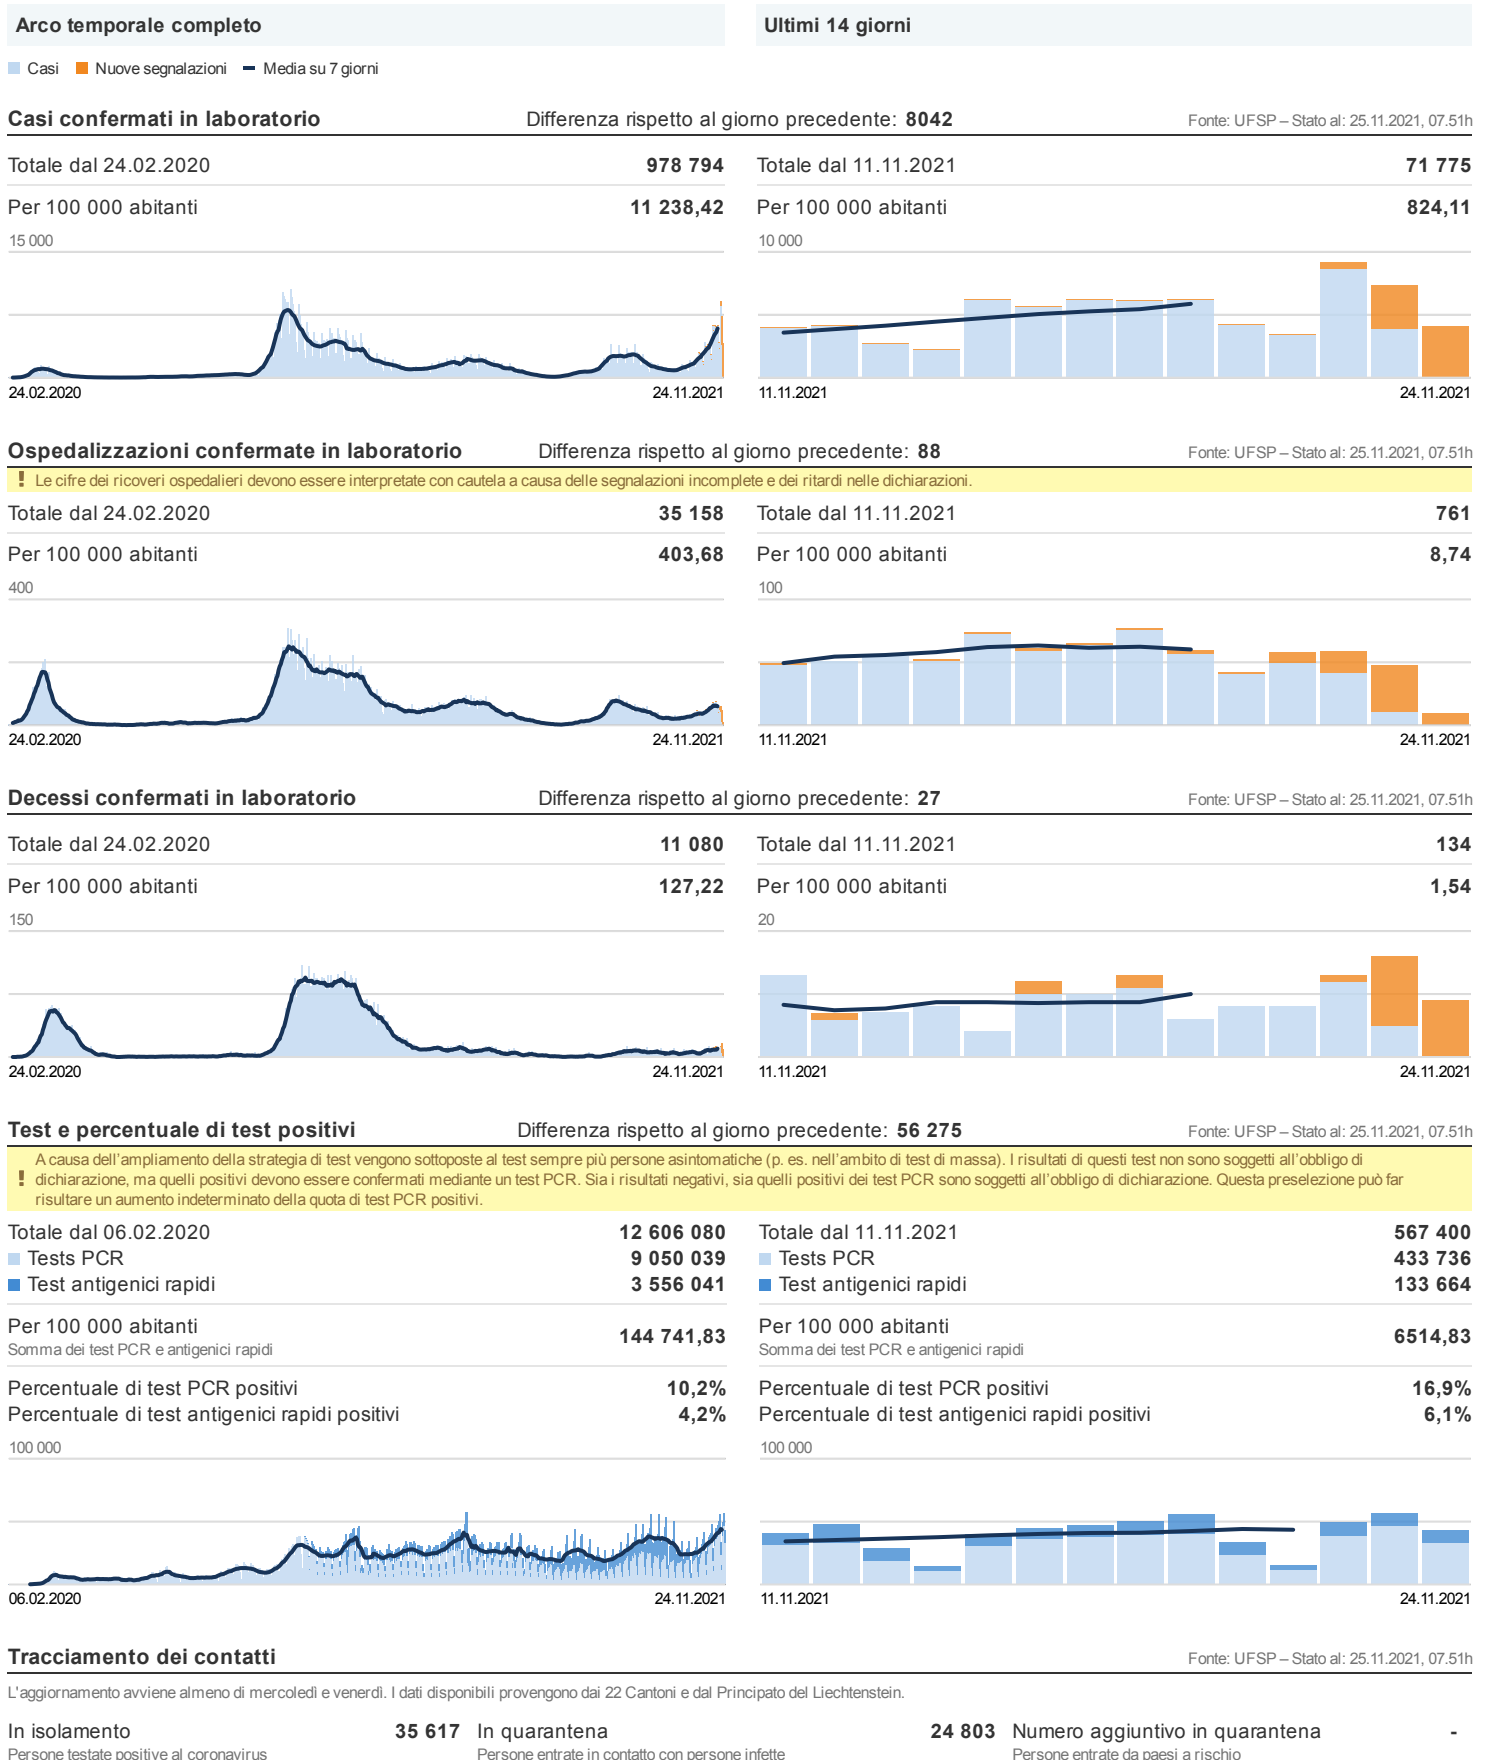 Arco temporale completo
Ultimi 14 giorni
Casi Nuove segnalazioni Media su 7 giorni
Casi confermati in laboratorio Differenza rispetto al giorno precedente: 8042 Fonte: UFSP – Stato al: 25.11.2021, 07.51h
Totale dal 24.02.2020 978 794
Per 100 000 abitanti 11 238,42
15 000
24.02.2020 24.11.2021
Totale dal 11.11.2021 71 775
Per 100 000 abitanti 824,11
10 000
11.11.2021 24.11.2021
Ospedalizzazioni confermate in laboratorio Differenza rispetto al giorno precedente: 88 Fonte: UFSP – Stato al: 25.11.2021, 07.51h
! Le cifre dei ricoveri ospedalieri devono essere interpretate con cautela a causa delle segnalazioni incomplete e dei ritardi nelle dichiarazioni.
Totale dal 24.02.2020 35 158
Per 100 000 abitanti 403,68
400
24.02.2020 24.11.2021
Totale dal 11.11.2021 761
Per 100 000 abitanti 8,74
100
11.11.2021 24.11.2021
Decessi confermati in laboratorio Differenza rispetto al giorno precedente: 27 Fonte: UFSP – Stato al: 25.11.2021, 07.51h
Totale dal 24.02.2020 11 080
Per 100 000 abitanti 127,22
150
24.02.2020 24.11.2021
Totale dal 11.11.2021 134
Per 100 000 abitanti 1,54
20
11.11.2021 24.11.2021
Test e percentuale di test positivi Differenza rispetto al giorno precedente: 56 275 Fonte: UFSP – Stato al: 25.11.2021, 07.51h
A causa dell'ampliamento della strategia di test vengono sottoposte al test sempre più persone asintomatiche (p. es. nell'ambito di test di massa). I risultati di questi test non sono soggetti all'obbligo di
! dichiarazione, ma quelli positivi devono essere confermati mediante un test PCR. Sia i risultati negativi, sia quelli positivi dei test PCR sono soggetti all'obbligo di dichiarazione. Questa preselezione può far
risultare un aumento indeterminato della quota di test PCR positivi.
Totale dal 06.02.2020 12 606 080
Tests PCR 9 050 039
Test antigenici rapidi 3 556 041
Per 100 000 abitanti 144 741,83
Somma dei test PCR e antigenici rapidi
Percentuale di test PCR positivi 10,2%
Percentuale di test antigenici rapidi positivi 4,2%
100 000
06.02.2020 24.11.2021
Totale dal 11.11.2021 567 400
Tests PCR 433 736
Test antigenici rapidi 133 664
Per 100 000 abitanti 6514,83
Somma dei test PCR e antigenici rapidi
Percentuale di test PCR positivi 16,9%
Percentuale di test antigenici rapidi positivi 6,1%
100 000
11.11.2021 24.11.2021
Tracciamento dei contatti Fonte: UFSP – Stato al: 25.11.2021, 07.51h
L'aggiornamento avviene almeno di mercoledì e venerdì. I dati disponibili provengono dai 22 Cantoni e dal Principato del Liechtenstein.
In isolamento 35 617 In quarantena 24 803 Numero aggiuntivo in quarantena -
Persone testate positive al coronavirus Persone entrate in contatto con persone infette Persone entrate da paesi a rischio